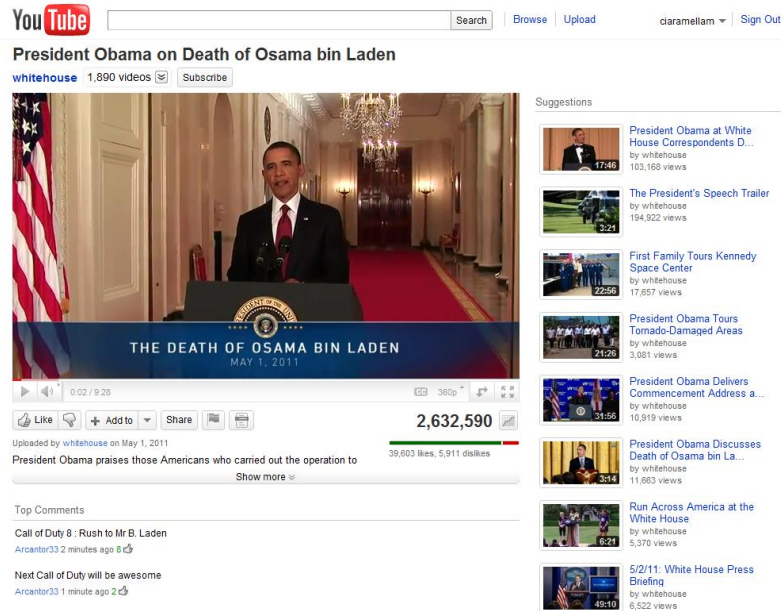 YouTube
Search
Browse
Upload
ciaramellam
Sign Out
President Obama on Death of Osama bin Laden
whitehouse
1,890 videos
Subscribe
THE DEATH OF OSAMA BIN LADEN
MAY 1, 2011
0:02 / 9:28
CC
360p
Like
Add to
Share
2,632,590
Uploaded by whitehouse on May 1, 2011
39,603 likes, 5,911 dislikes
President Obama praises those Americans who carried out the operation to
Show more
Top Comments
Call of Duty 8 : Rush to Mr B. Laden
Arcantor33 2 minutes ago 8
Next Call of Duty will be awesome
Arcantor33 1 minute ago 2
Suggestions
17:46
President Obama at White
House Correspondents D...
by whitehouse
103,168 views
3:21
The President's Speech Trailer
by whitehouse
194,922 views
22:56
First Family Tours Kennedy
Space Center
by whitehouse
17,657 views
21:26
President Obama Tours
Tornado-Damaged Areas
by whitehouse
3,081 views
31:56
President Obama Delivers
Commencement Address a...
by whitehouse
10,919 views
3:14
President Obama Discusses
Death of Osama bin La...
by whitehouse
11,663 views
6:21
Run Across America at the
White House
by whitehouse
5,370 views
49:10
5/2/11: White House Press
Briefing
by whitehouse
6,522 views